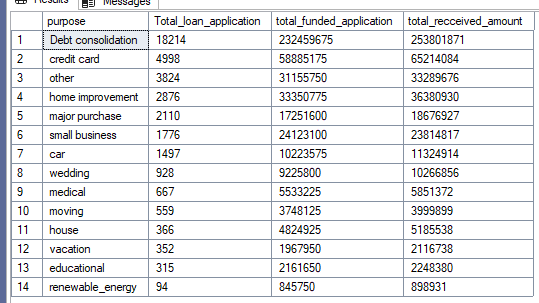 Results Messages
purpose Total_loan_application total_funded_application total_recceived_amount
1 Debt consolidation 18214 232459675 253801871
2 credit card 4998 58885175 65214084
3 other 3824 31155750 33289676
4 home improvement 2876 33350775 36380930
5 major purchase 2110 17251600 18676927
6 small business 1776 24123100 23814817
7 car 1497 10223575 11324914
8 wedding 928 9225800 10266856
9 medical 667 5533225 5851372
10 moving 559 3748125 3999899
11 house 366 4824925 5185538
12 vacation 352 1967950 2116738
13 educational 315 2161650 2248380
14 renewable_energy 94 845750 898931